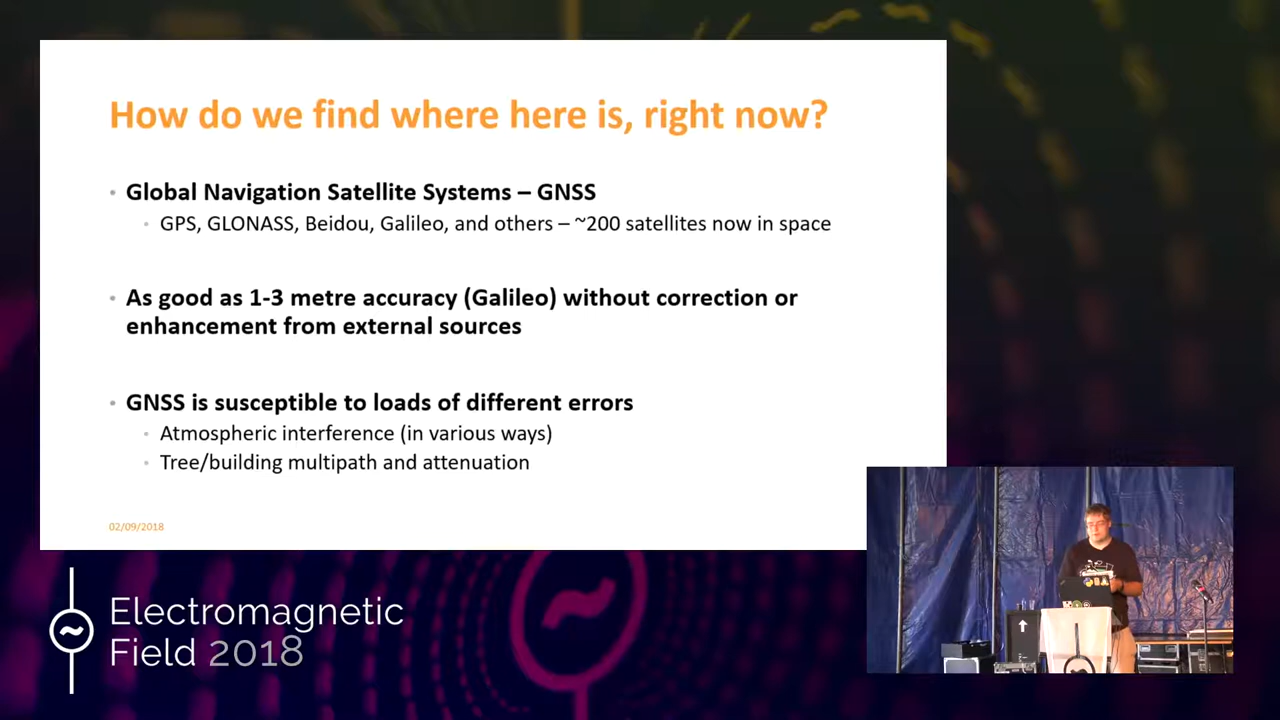 How do we find where here is, right now?
• Global Navigation Satellite Systems – GNSS
• GPS, GLONASS, Beidou, Galileo, and others – ~200 satellites now in space
• As good as 1-3 metre accuracy (Galileo) without correction or
enhancement from external sources
• GNSS is susceptible to loads of different errors
• Atmospheric interference (in various ways)
• Tree/building multipath and attenuation
02/09/2018
Electromagnetic
Field 2018